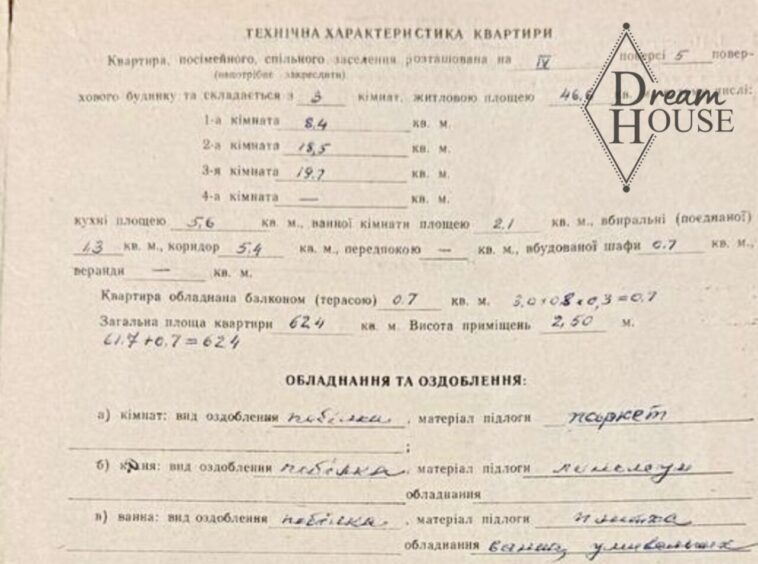 ТЕХНІЧНА ХАРАКТЕРИСТИКА КВАРТИРИ
Квартира, посімейного, спільного заселення розташована на IV поверсі 5 повер-
(непотрібне закреслити)
хового будинку та складається з 3 кімнат, житловою площею 46,6 кв. числі:
Dream
HOUSE
1-а кімната 8.4 кв. м.
2-а кімната 18,5 кв. м.
3-я кімната 19.7 кв. м.
4-а кімната — кв. м.
кухні площею 5,6 кв. м., ванної кімнати площею 2,1 кв. м., вбиральні (поєднаної)
1.3 кв. м., коридор 5.4 кв. м., передпокою — кв. м., вбудованої шафи 0.7 кв. м.,
веранди — кв. м.
Квартира обладнана балконом (терасою) 0.7 кв. м. 3,0×0,8×0,3=0.7
Загальна площа квартири 62.4 кв. м. Висота приміщень 2,50 м.
61.7+0.7=62.4
ОБЛАДНАННЯ ТА ОЗДОБЛЕННЯ:
а) кімнат: вид оздоблення побілка, матеріал підлоги паркет
;
б) кухня: вид оздоблення побілка, матеріал підлоги линолеум
обладнання
в) ванна: вид оздоблення побілка, матеріал підлоги плитка
обладнання